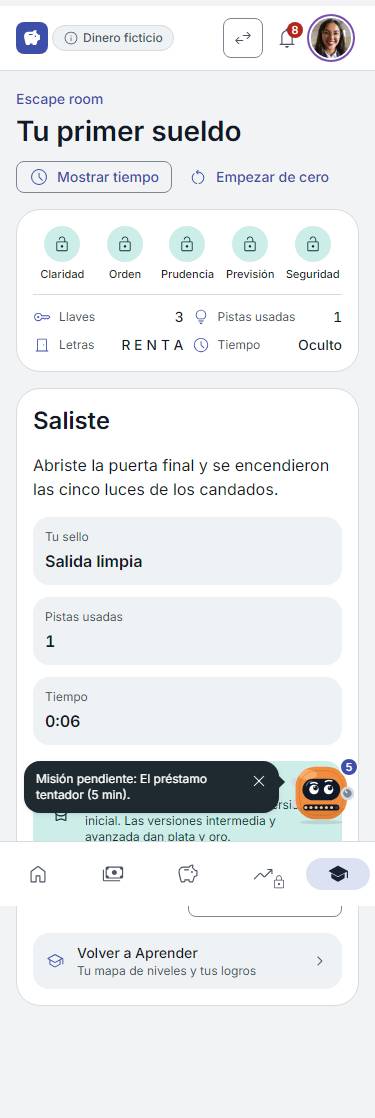 Dinero ficticio
8
Escape room
Tu primer sueldo
Mostrar tiempo
Empezar de cero
Claridad
Orden
Prudencia
Previsión
Seguridad
Llaves 3
Pistas usadas 1
Letras R E N T A
Tiempo Oculto
Saliste
Abriste la puerta final y se encendieron
las cinco luces de los candados.
Tu sello
Salida limpia
Pistas usadas
1
Tiempo
0:06
Misión pendiente: El préstamo
tentador (5 min).
5
inicial. Las versiones intermedia y
avanzada dan plata y oro.
Volver a Aprender
Tu mapa de niveles y tus logros